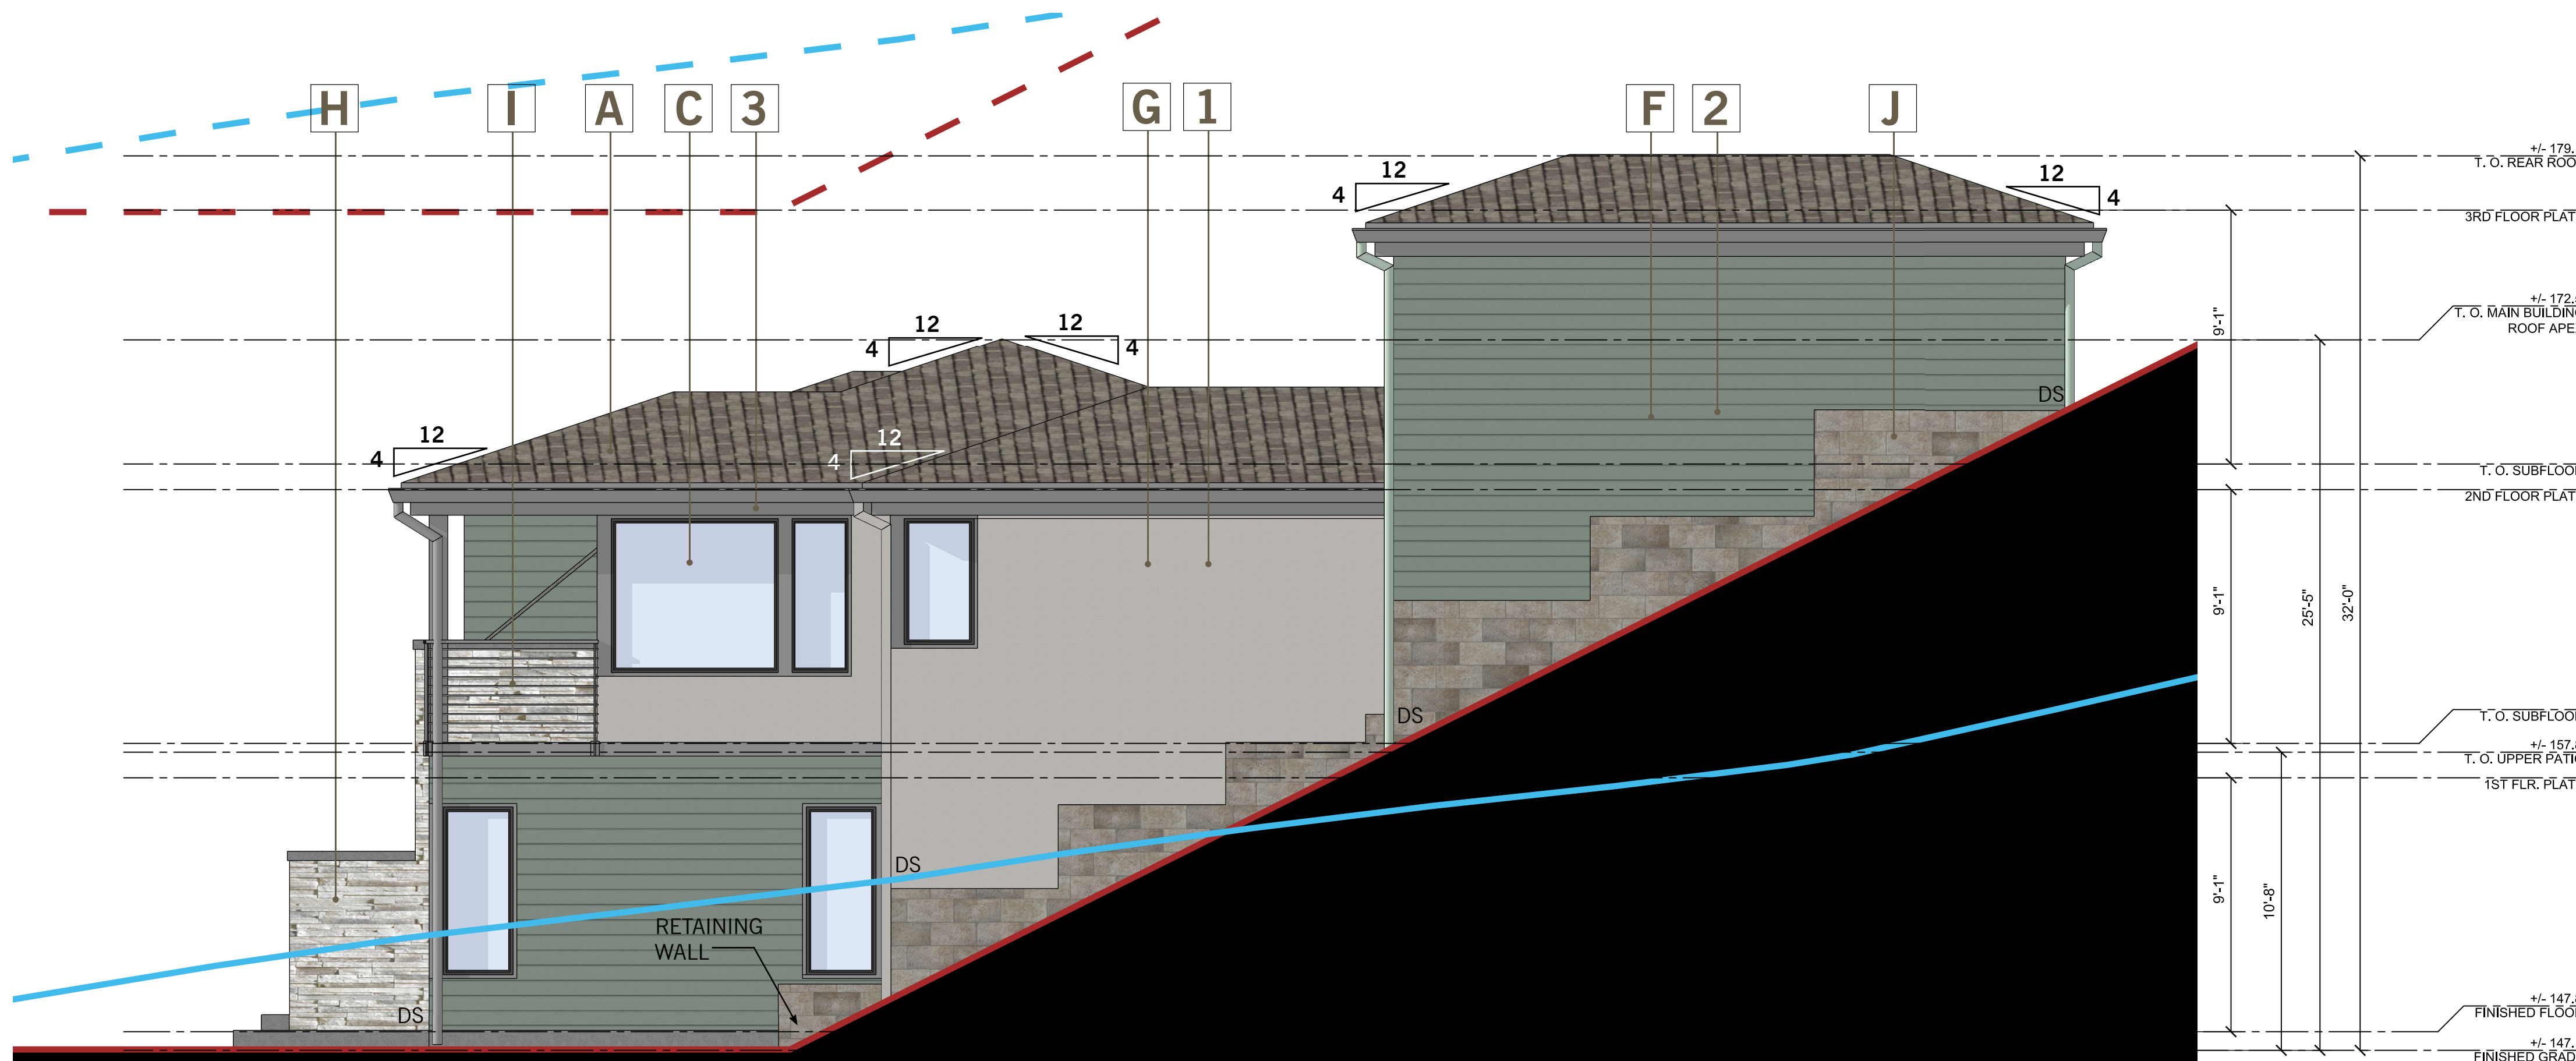 H I A C 3 G 1 F 2 J
+/- 179.
T. O. REAR ROO
12
4
12
4
3RD FLOOR PLAT
9'-1"
+/- 172.
T. O. MAIN BUILDING
ROOF APE
12
4
12
4
DS
12
4
12
4
T. O. SUBFLOO
2ND FLOOR PLAT
9'-1"
25'-5"
32'-0"
DS
T. O. SUBFLOO
+/- 157.
T. O. UPPER PATI
1ST FLR. PLAT
DS
9'-1"
10'-8"
RETAINING
WALL
DS
+/- 147.
FINISHED FLOO
+/- 147.
FINISHED GRAD